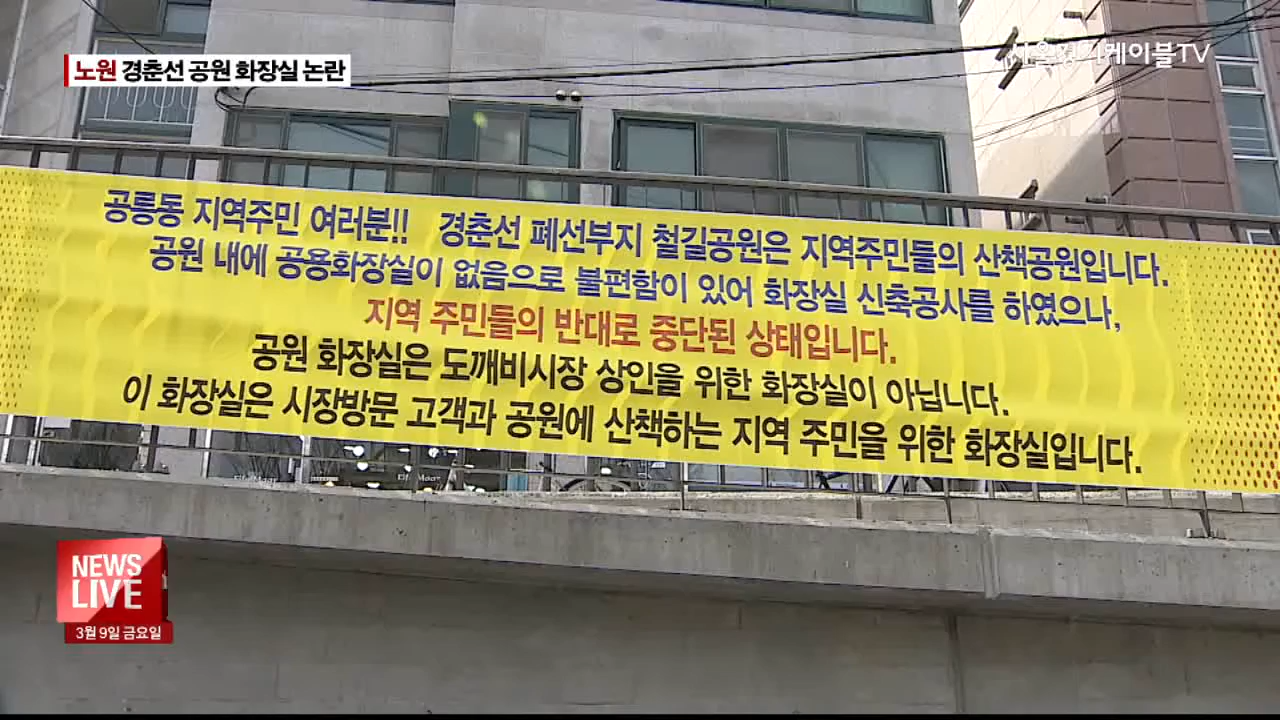 노원 경춘선 공원 화장실 논란
서울경기케이블TV
공릉동 지역주민 여러분!! 경춘선 폐선부지 철길공원은 지역주민들의 산책공원입니다.
공원 내에 공용화장실이 없음으로 불편함이 있어 화장실 신축공사를 하였으나,
지역 주민들의 반대로 중단된 상태입니다.
공원 화장실은 도깨비시장 상인을 위한 화장실이 아닙니다.
이 화장실은 시장방문 고객과 공원에 산책하는 지역 주민을 위한 화장실입니다.
NEWS
LIVE
3월 9일 금요일